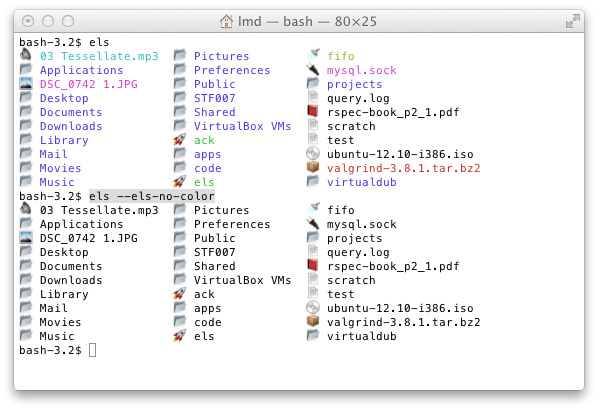 lmd — bash — 80×25
bash-3.2$ els
03 Tessellate.mp3 Pictures fifo
Applications Preferences mysql.sock
DSC_0742 1.JPG Public projects
Desktop STF007 query.log
Documents Shared rspec-book_p2_1.pdf
Downloads VirtualBox VMs scratch
Library ack test
Mail apps ubuntu-12.10-i386.iso
Movies code valgrind-3.8.1.tar.bz2
Music els virtualdub
bash-3.2$ els --els-no-color
03 Tessellate.mp3 Pictures fifo
Applications Preferences mysql.sock
DSC_0742 1.JPG Public projects
Desktop STF007 query.log
Documents Shared rspec-book_p2_1.pdf
Downloads VirtualBox VMs scratch
Library ack test
Mail apps ubuntu-12.10-i386.iso
Movies code valgrind-3.8.1.tar.bz2
Music els virtualdub
bash-3.2$